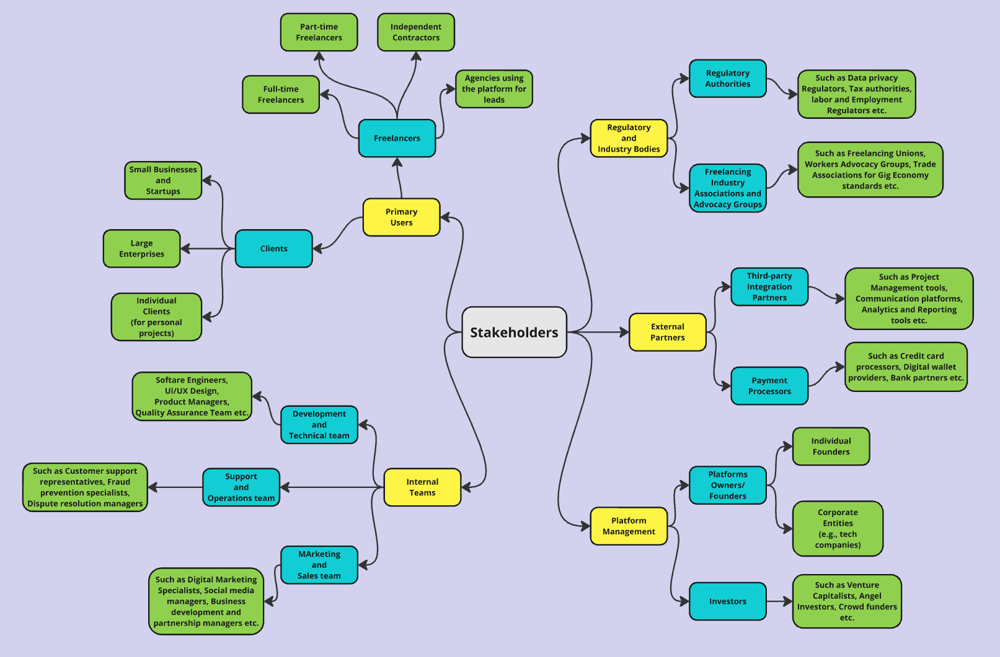 Stakeholders
Primary
Users
Freelancers
Full-time
Freelancers
Part-time
Freelancers
Independent
Contractors
Agencies using
the platform for
leads
Clients
Small Businesses
and
Startups
Large
Enterprises
Individual
Clients
(for personal
projects)
Internal
Teams
Development
and
Technical team
Softare Engineers,
Ui/UX Design,
Product Managers,
Quality Assurance Team etc.
Support
and
Operations team
Such as Customer support
representatives, Fraud
prevention specialists,
Dispute resolution managers
MArketing
and
Sales team
Such as Digital Marketing
Specialists, Social media
managers, Business
development and
partnership managers etc.
Regulatory
and
Industry Bodies
Regulatory
Authorities
Such as Data privacy
Regulators, Tax authorities,
labor and Employment
Regulators etc.
Freelancing
Industry
Associations and
Advocacy Groups
Such as Freelancing Unions,
Workers Advocacy Groups, Trade
Associations for Gig Economy
standards etc.
External
Partners
Third-party
Integration
Partners
Such as Project
Management tools,
Communication platforms,
Analytics and Reporting
tools etc.
Payment
Processors
Such as Credit card
processors, Digital wallet
providers, Bank partners etc.
Platform
Management
Platforms
Owners/
Founders
Individual
Founders
Corporate
Entities
(e.g., tech
companies)
Investors
Such as Venture
Capitalists, Angel
Investors, Crowd funders
etc.